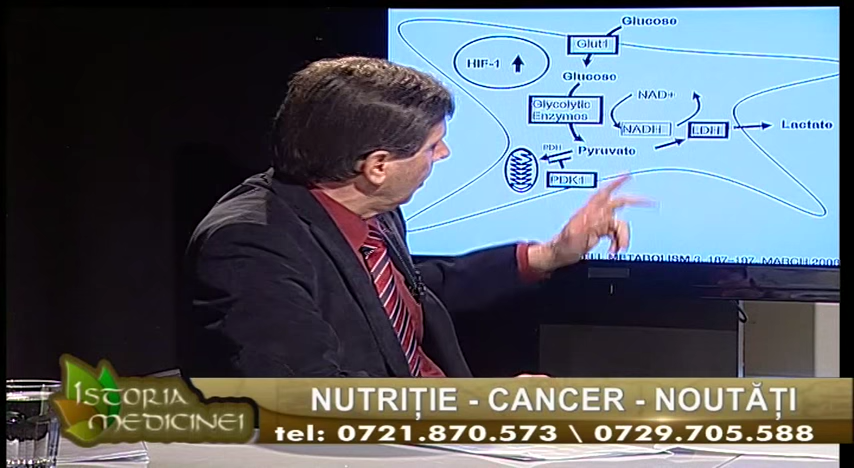 Glucose
Glut1
HIF-1
Glucose
Glycolytic
Enzymes
NAD+
NADH
LDH
Lactate
PDH
Pyruvate
PDK1
METABOLISM 3, 187-197, MARCH 2006
ISTORIA
MEDICINEI
NUTRIȚIE - CANCER - NOUTĂȚI
tel: 0721.870.573 \ 0729.705.588